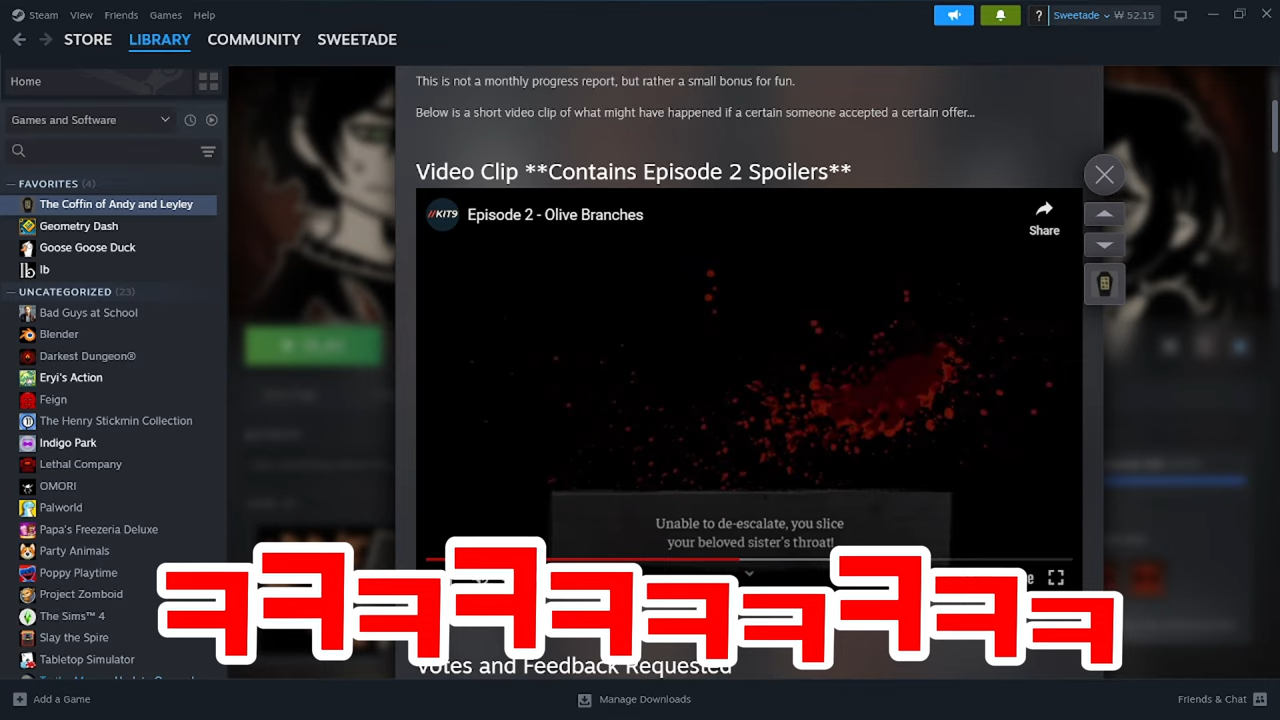 Steam View Friends Games Help
? Sweetade ₩ 52.15
STORE LIBRARY COMMUNITY SWEETADE
Home
Games and Software
FAVORITES (4)
The Coffin of Andy and Leyley
Geometry Dash
Goose Goose Duck
Ib
UNCATEGORIZED (23)
Bad Guys at School
Blender
Darkest Dungeon®
Eryi's Action
Feign
The Henry Stickmin Collection
Indigo Park
Lethal Company
OMORI
Palworld
Papa's Freezeria Deluxe
Party Animals
Poppy Playtime
Project Zomboid
The Sims™ 4
Slay the Spire
Tabletop Simulator
This is not a monthly progress report, but rather a small bonus for fun.
Below is a short video clip of what might have happened if a certain someone accepted a certain offer...
Video Clip **Contains Episode 2 Spoilers**
//KIT9 Episode 2 - Olive Branches
Share
Unable to de-escalate, you slice
your beloved sister's throat!
ㅋㅋㅋㅋㅋㅋㅋㅋㅋㅋ
Votes and Feedback Requested
Add a Game Manage Downloads Friends & Chat